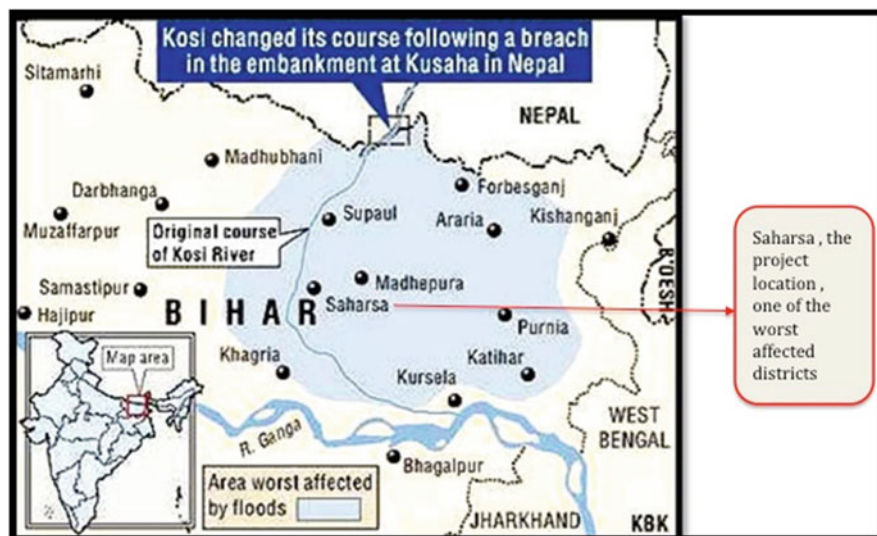 Kosi changed its course following a breach
in the embankment at Kusaha in Nepal
Sitamarhi
NEPAL
Madhubhani
Forbesganj
Darbhanga
Supaul
Araria
Kishanganj
Muzaffarpur
Original course
of Kosi River
B'DESH
Samastipur
Madhepura
Hajipur
BIHAR
Saharsa
Purnia
Map area
Khagria
Katihar
Kursela
WEST
BENGAL
R. Ganga
Bhagalpur
Area worst affected
by floods
JHARKHAND
KBK
Saharsa , the
project
location ,
one of the
worst
affected
districts